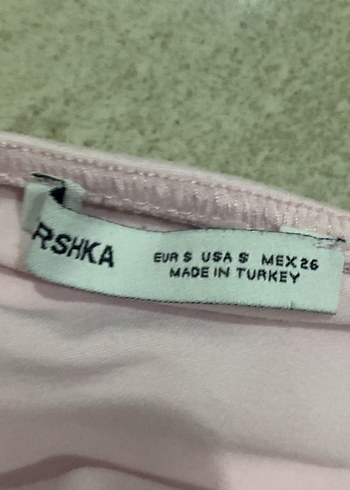 RSHKA
EUR S USA S MEX 26
MADE IN TURKEY